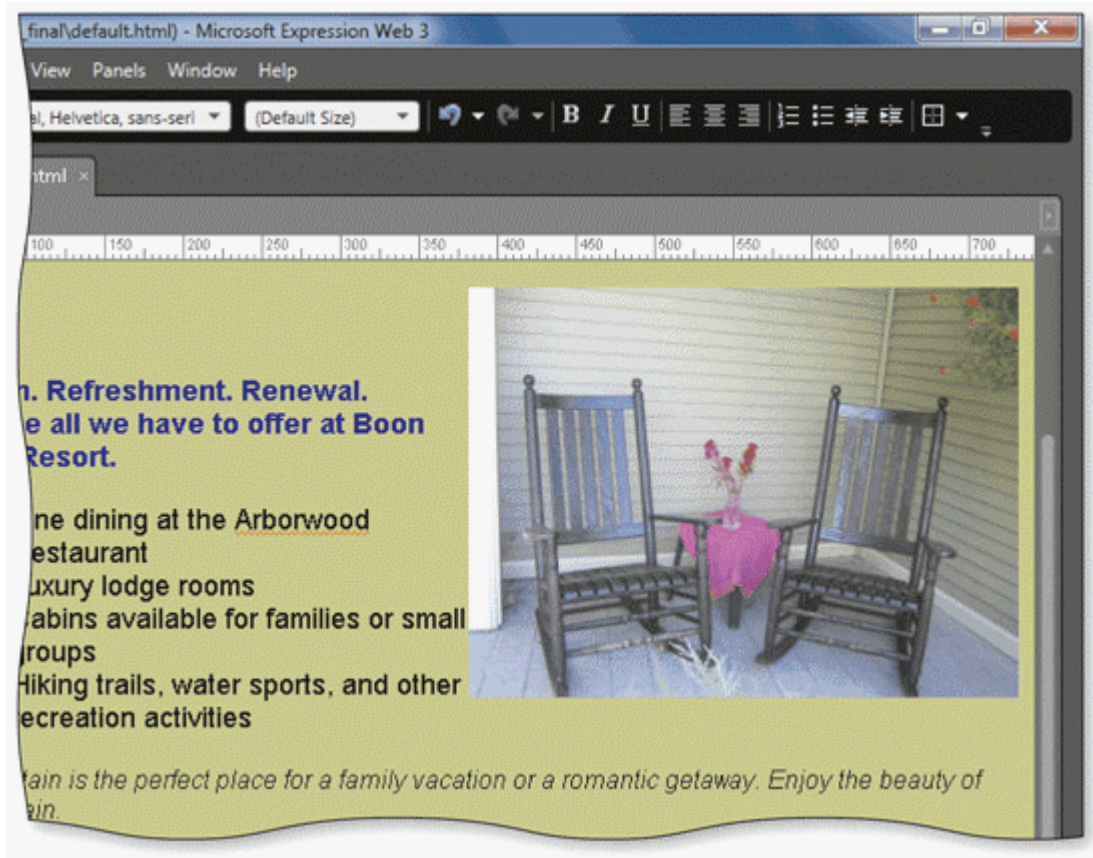 _final\default.html) - Microsoft Expression Web 3
View Panels Window Help
al, Helvetica, sans-seri (Default Size) B I U
html ×
100 150 200 250 300 350 400 450 500 550 600 650 700
n. Refreshment. Renewal.
e all we have to offer at Boon
Resort.
ine dining at the Arborwood
estaurant
uxury lodge rooms
abins available for families or small
groups
Hiking trails, water sports, and other
ecreation activities
tain is the perfect place for a family vacation or a romantic getaway. Enjoy the beauty of
ain.